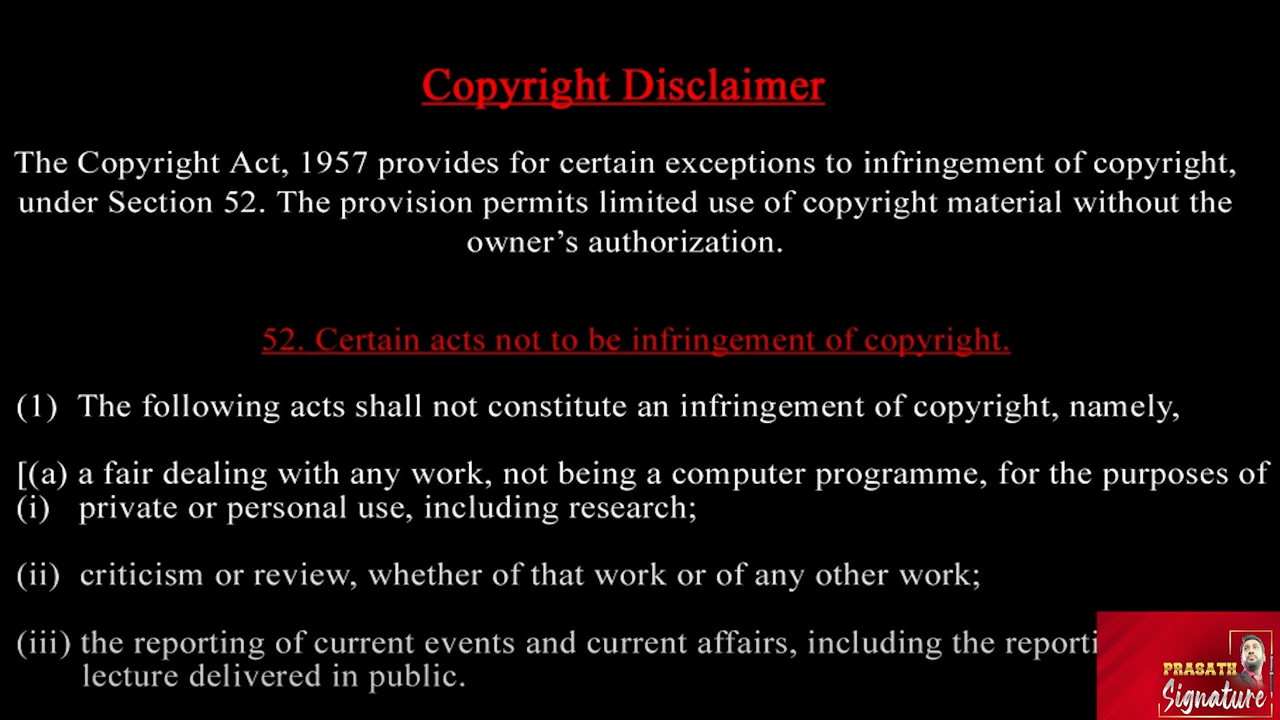 Copyright Disclaimer
The Copyright Act, 1957 provides for certain exceptions to infringement of copyright,
under Section 52. The provision permits limited use of copyright material without the
owner’s authorization.
52. Certain acts not to be infringement of copyright.
(1) The following acts shall not constitute an infringement of copyright, namely,
[(a) a fair dealing with any work, not being a computer programme, for the purposes of
(i) private or personal use, including research;
(ii) criticism or review, whether of that work or of any other work;
(iii) the reporting of current events and current affairs, including the
lecture delivered in public.
PRASATH
Signature